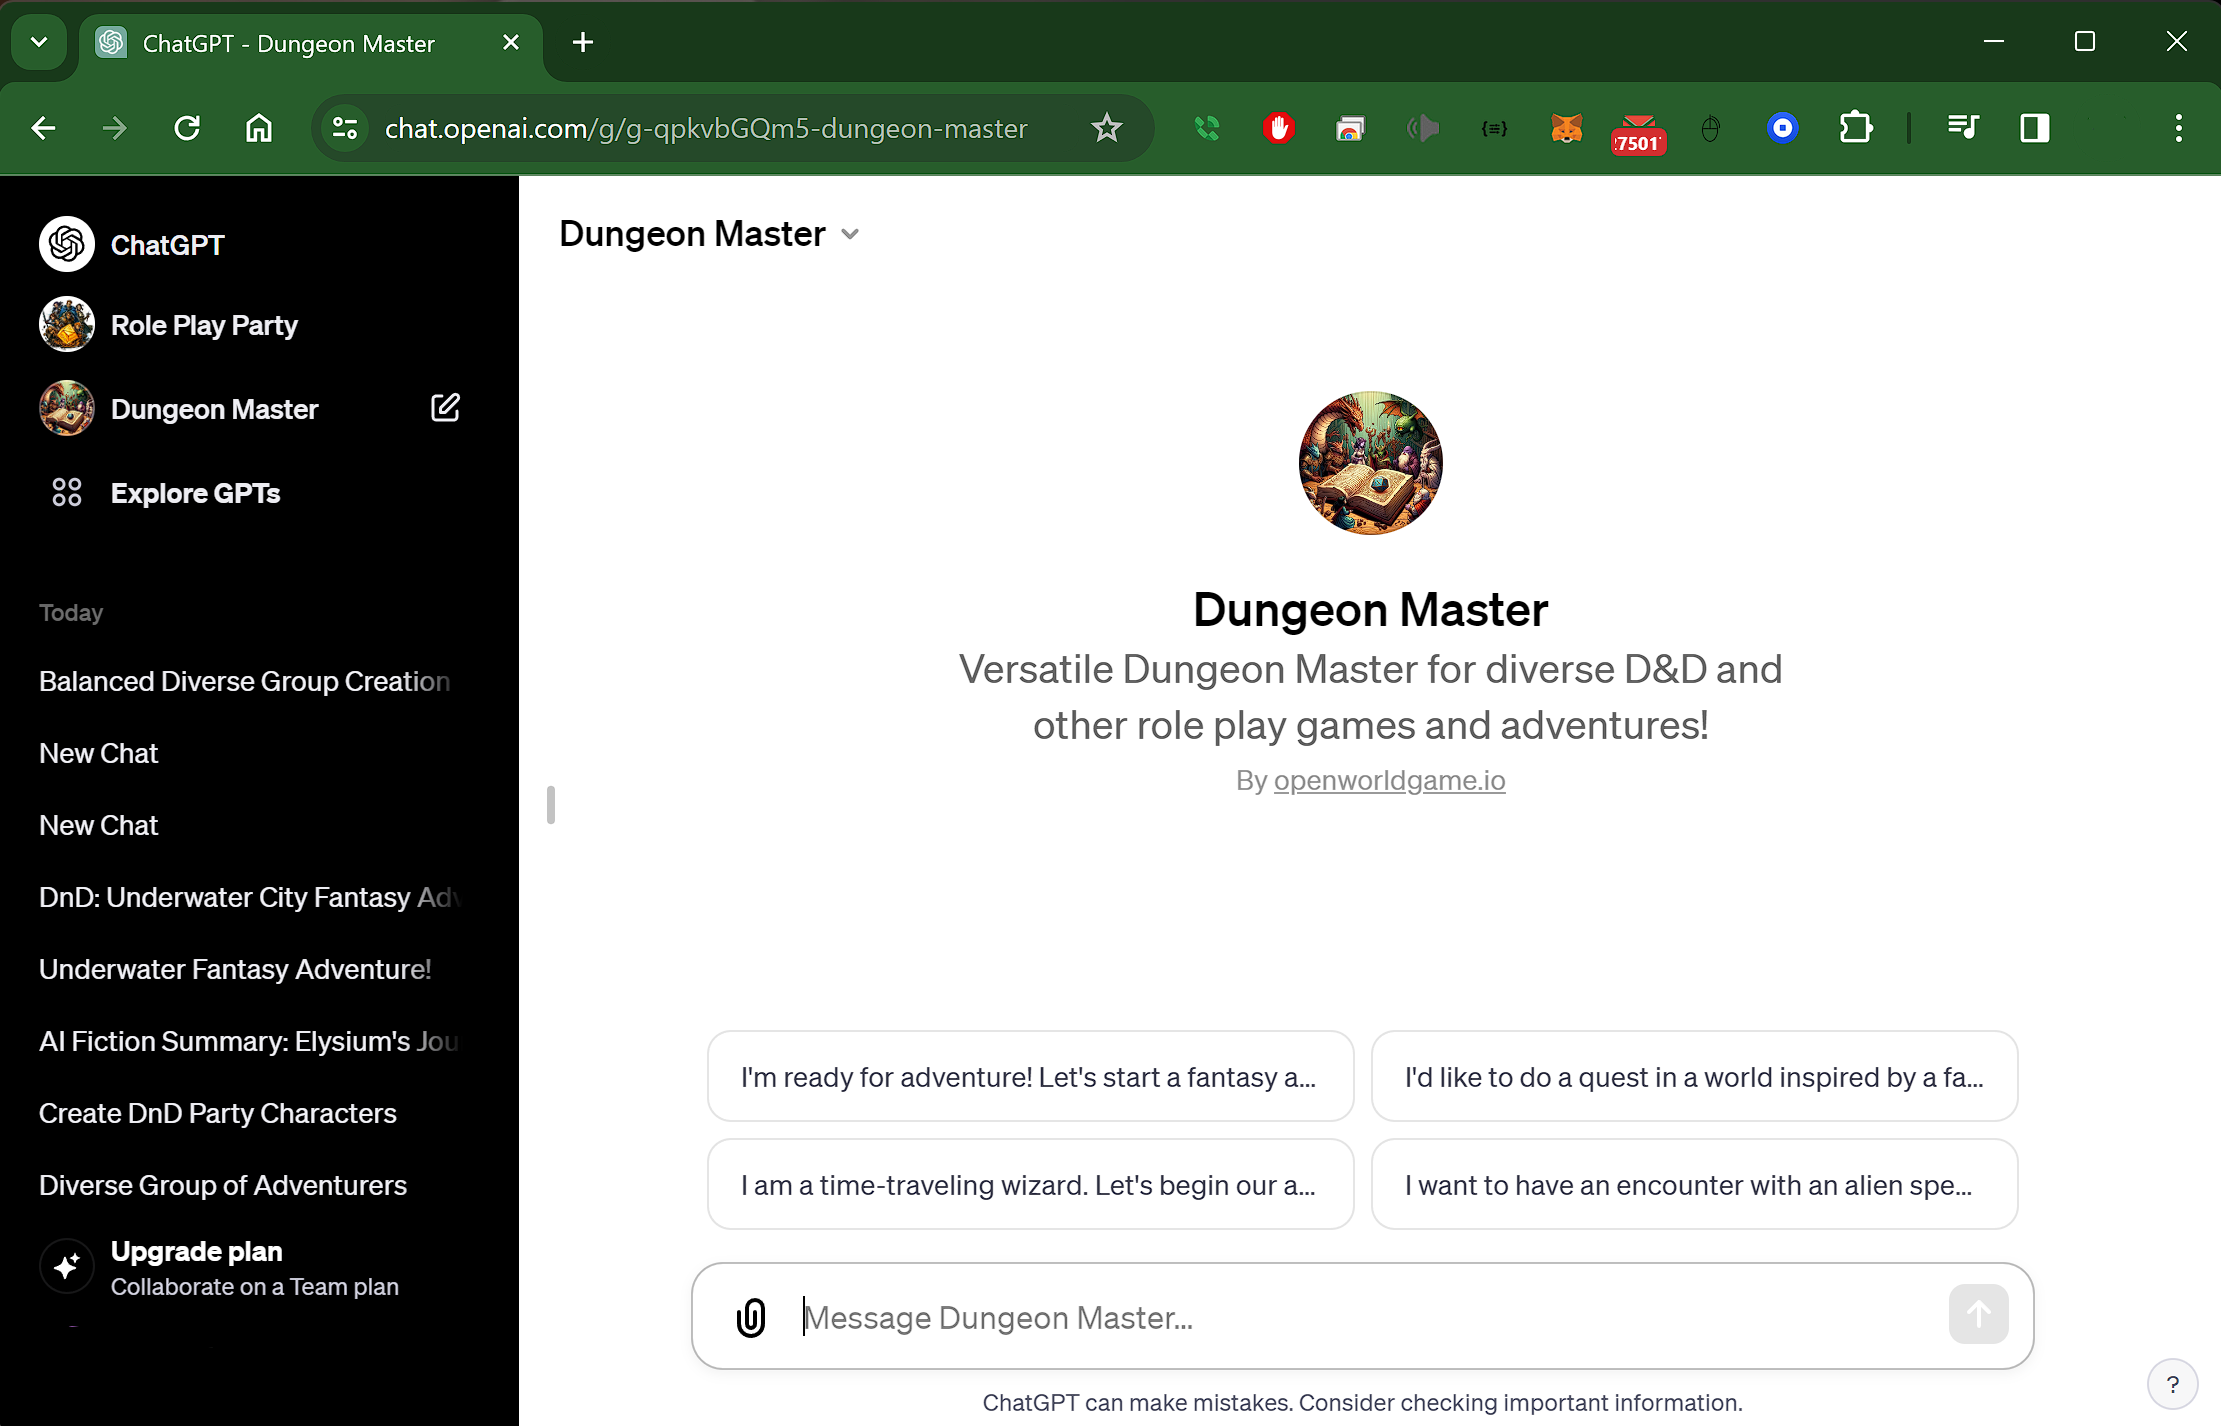 ChatGPT - Dungeon Master
chat.openai.com/g/g-qpkvbGQm5-dungeon-master
7501
ChatGPT
Role Play Party
Dungeon Master
Explore GPTs
Today
Balanced Diverse Group Creation
New Chat
New Chat
DnD: Underwater City Fantasy Adv
Underwater Fantasy Adventure!
AI Fiction Summary: Elysium's Jou
Create DnD Party Characters
Diverse Group of Adventurers
Upgrade plan
Collaborate on a Team plan
Dungeon Master
Dungeon Master
Versatile Dungeon Master for diverse D&D and
other role play games and adventures!
By openworldgame.io
I'm ready for adventure! Let's start a fantasy a...
I'd like to do a quest in a world inspired by a fa...
I am a time-traveling wizard. Let's begin our a...
I want to have an encounter with an alien spe...
Message Dungeon Master...
ChatGPT can make mistakes. Consider checking important information.
?